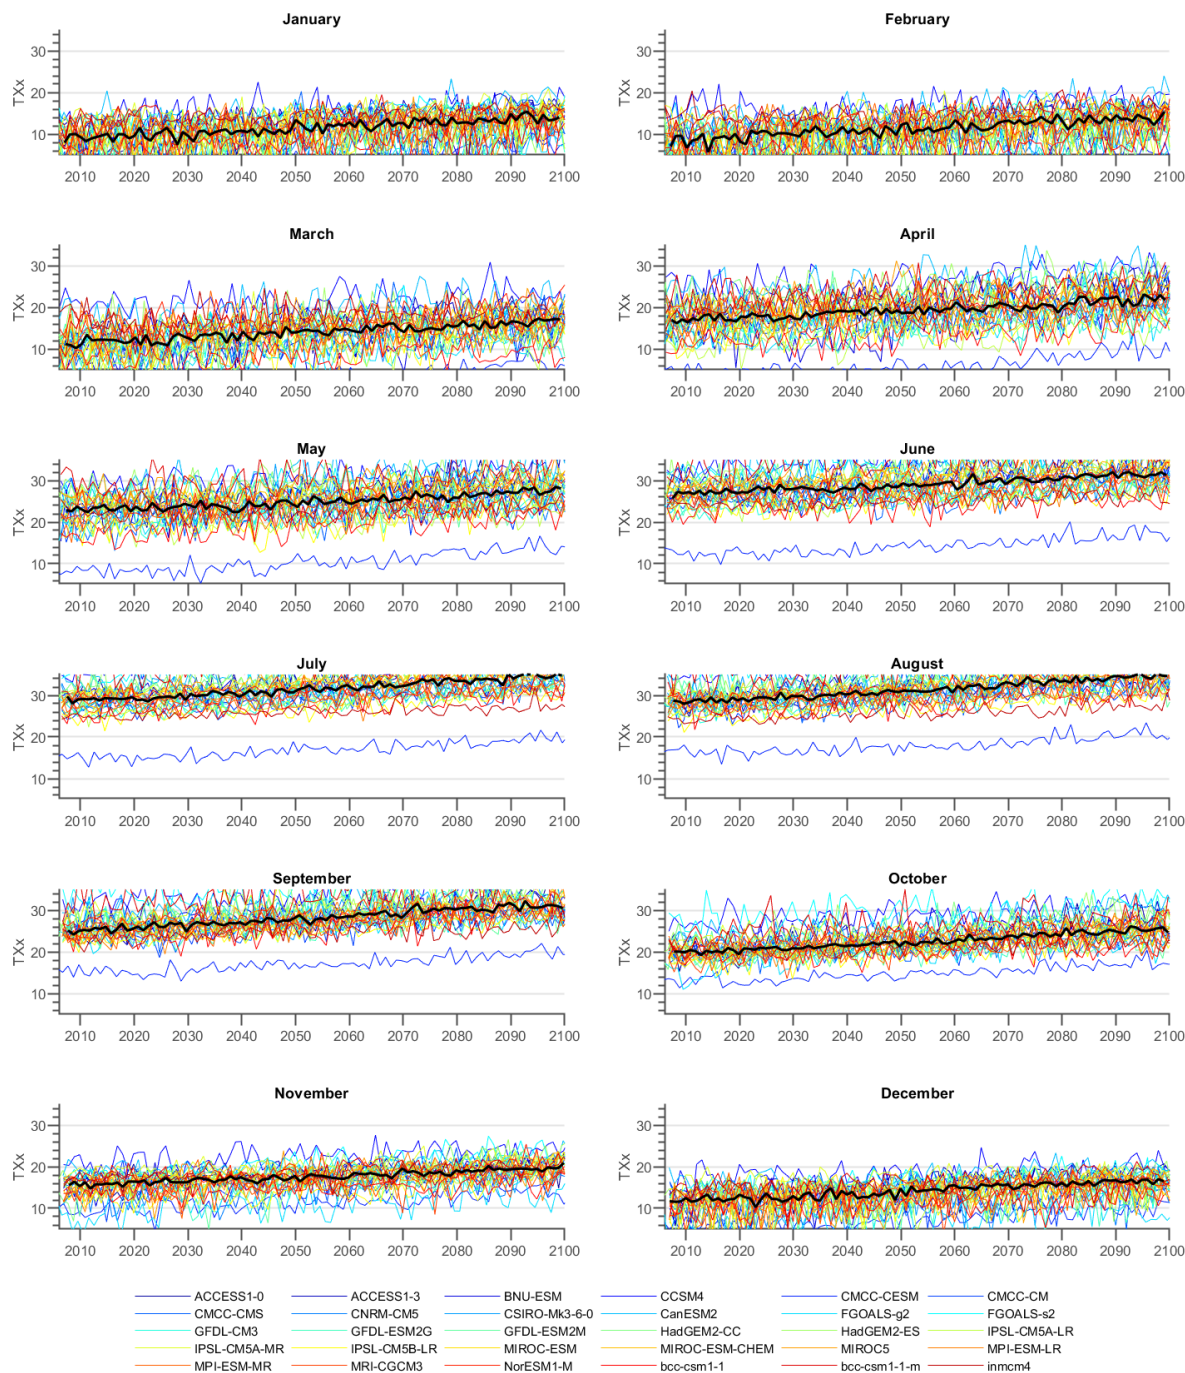 January
February
TXx
30
20
10
2010 2020 2030 2040 2050 2060 2070 2080 2090 2100
30
20
10
2010 2020 2030 2040 2050 2060 2070 2080 2090 2100
March
April
TXx
30
20
10
2010 2020 2030 2040 2050 2060 2070 2080 2090 2100
TXx
30
20
10
2010 2020 2030 2040 2050 2060 2070 2080 2090 2100
May
June
TXx
30
20
10
2010 2020 2030 2040 2050 2060 2070 2080 2090 2100
TXx
30
20
10
2010 2020 2030 2040 2050 2060 2070 2080 2090 2100
July
August
TXx
30
20
10
2010 2020 2030 2040 2050 2060 2070 2080 2090 2100
TXx
30
20
10
2010 2020 2030 2040 2050 2060 2070 2080 2090 2100
September
October
TXx
30
20
10
2010 2020 2030 2040 2050 2060 2070 2080 2090 2100
TXx
30
20
10
2010 2020 2030 2040 2050 2060 2070 2080 2090 2100
November
December
TXx
30
20
10
2010 2020 2030 2040 2050 2060 2070 2080 2090 2100
TXx
30
20
10
2010 2020 2030 2040 2050 2060 2070 2080 2090 2100
ACCESS1-0 ACCESS1-3 BNU-ESM CCSM4 CMCC-CESM CMCC-CM
CMCC-CMS CNRM-CM5 CSIRO-Mk3-6-0 CanESM2 FGOALS-g2 FGOALS-s2
GFDL-CM3 GFDL-ESM2G GFDL-ESM2M HadGEM2-CC HadGEM2-ES IPSL-CM5A-LR
IPSL-CM5A-MR IPSL-CM5B-LR MIROC-ESM MIROC-ESM-CHEM MIROC5 MPI-ESM-LR
MPI-ESM-MR MRI-CGCM3 NorESM1-M bcc-csm1-1 bcc-csm1-1-m inmcm4